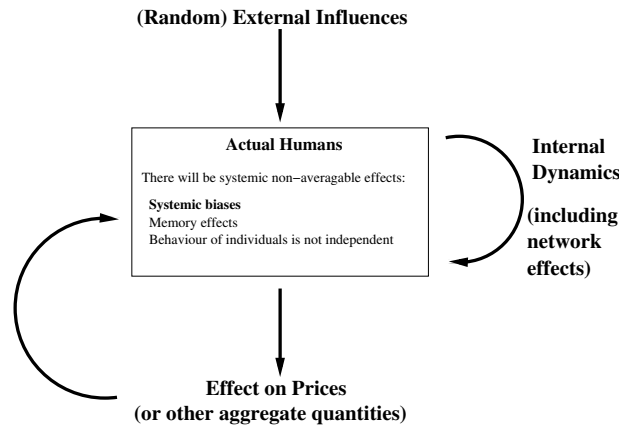 (Random) External Influences
Actual Humans
There will be systemic non−averagable effects:
Systemic biases
Memory effects
Behaviour of individuals is not independent
Internal
Dynamics
(including
network
effects)
Effect on Prices
(or other aggregate quantities)